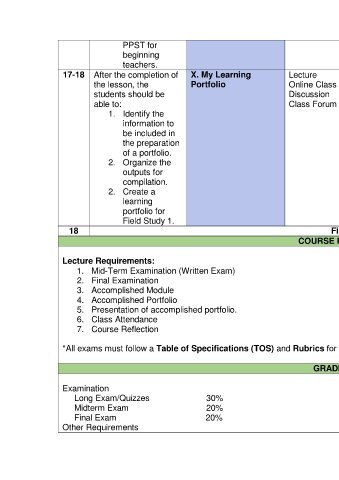 PPST for
beginning
teachers.
17-18 After the completion of the lesson, the students should be able to:
1. Identify the information to be included in the preparation of a portfolio.
2. Organize the outputs for compilation.
2. Create a learning portfolio for Field Study 1.
X. My Learning Portfolio
Lecture
Online Class
Discussion
Class Forum
18
COURSE
Lecture Requirements:
1. Mid-Term Examination (Written Exam)
2. Final Examination
3. Accomplished Module
4. Accomplished Portfolio
5. Presentation of accomplished portfolio.
6. Class Attendance
7. Course Reflection
*All exams must follow a Table of Specifications (TOS) and Rubrics for
Examination
Long Exam/Quizzes 30%
Midterm Exam 20%
Final Exam 20%
Other Requirements